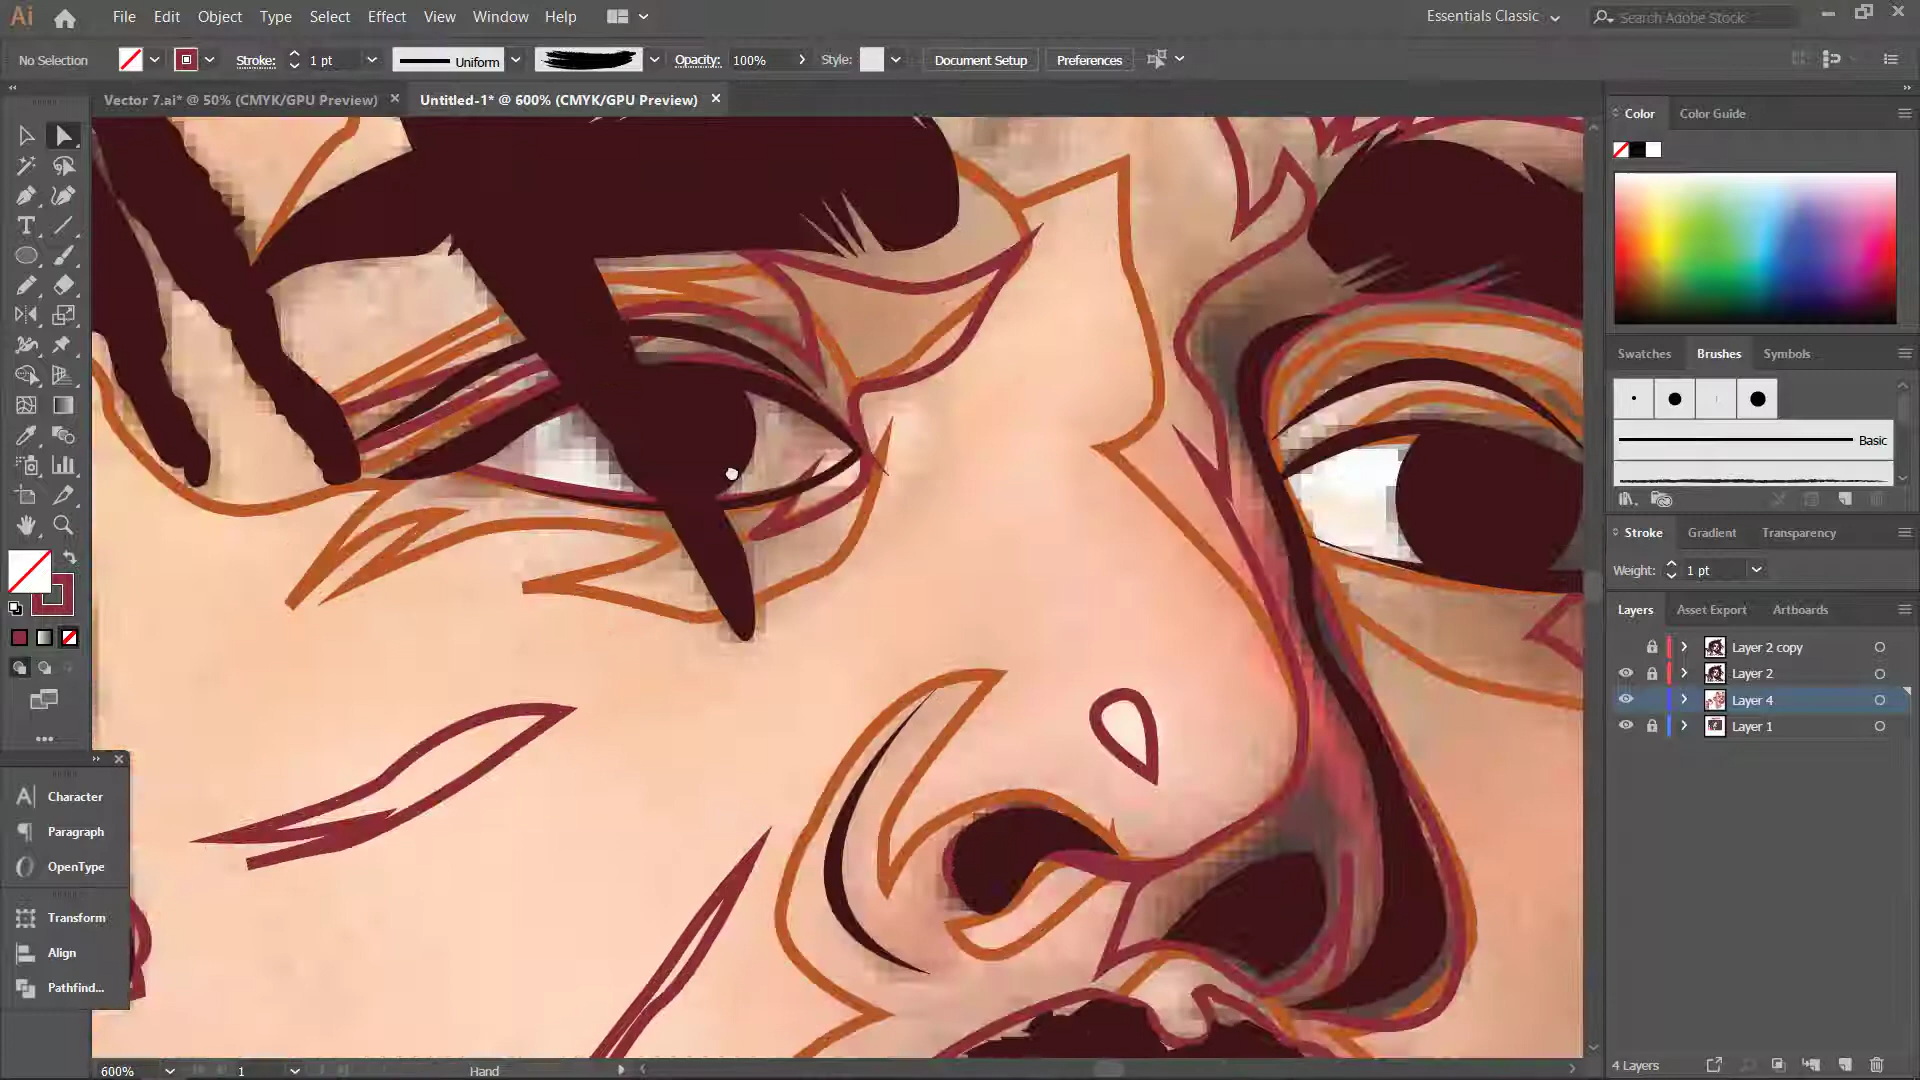 Ai File Edit Object Type Select Effect View Window Help Essentials Classic Search Adobe Stock
No Selection Stroke: 1 pt Uniform Opacity: 100% Style: Document Setup Preferences
Vector 7.ai* @ 50% (CMYK/GPU Preview) Untitled-1* @ 600% (CMYK/GPU Preview)
Color Color Guide
Swatches Brushes Symbols
Basic
Stroke Gradient Transparency
Weight: 1 pt
Layers Asset Export Artboards
Layer 2 copy
Layer 2
Layer 4
Layer 1
Character
Paragraph
OpenType
Transform
Align
Pathfind...
600% 1 Hand 4 Layers